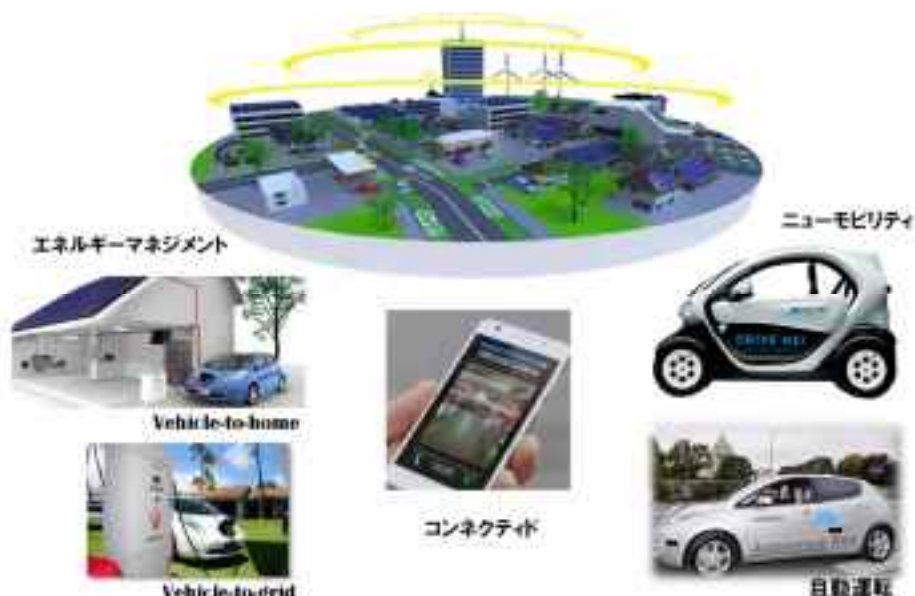 エネルギーマネジメント
ニューモビリティ
Vehicle-to-home
コンネクティド
Vehicle-to-grid
自動運転